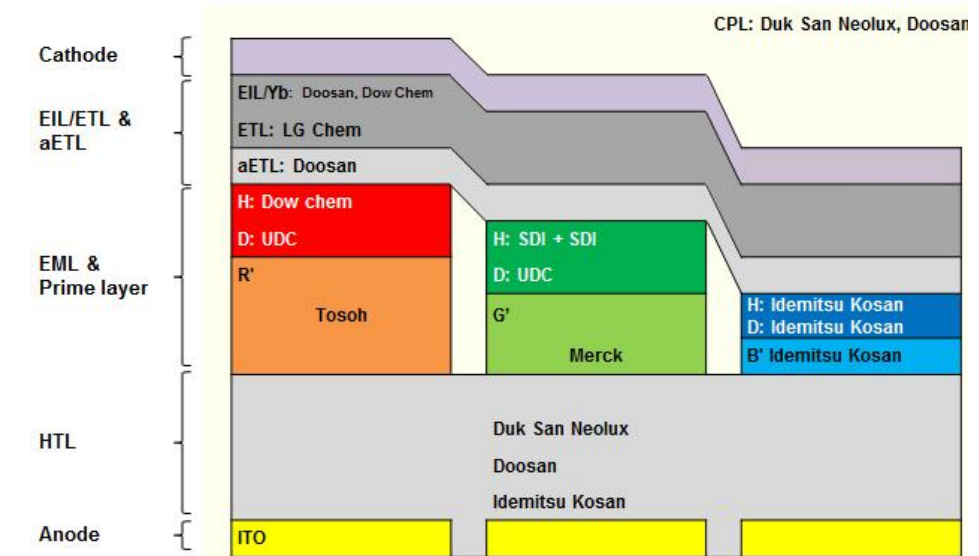 CPL: Duk San Neolux, Doosan
Cathode
EIL/ETL &
aETL
EIL/Yb: Doosan, Dow Chem
ETL: LG Chem
aETL: Doosan
EML &
Prime layer
H: Dow chem
D: UDC
R'
Tosoh
H: SDI + SDI
D: UDC
G'
Merck
H: Idemitsu Kosan
D: Idemitsu Kosan
B' Idemitsu Kosan
HTL
Duk San Neolux
Doosan
Idemitsu Kosan
Anode
ITO